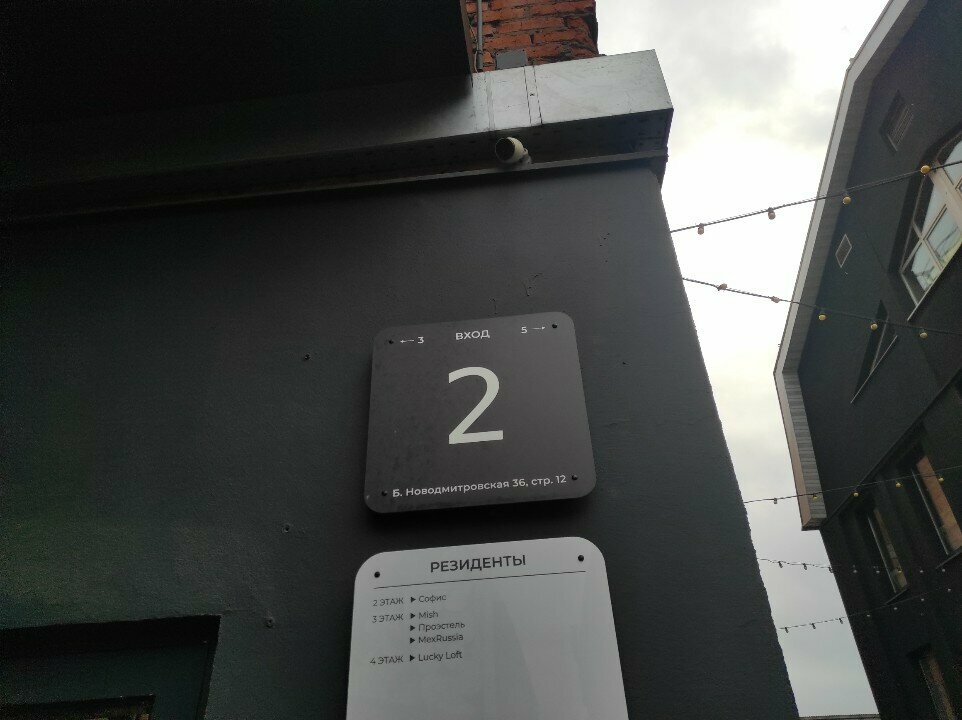 ← 3 ВХОД 5 →
2
Б. Новодмитровская 36, стр. 12
РЕЗИДЕНТЫ
2 ЭТАЖ ▶ Софис
3 ЭТАЖ ▶ Mish
▶ Проэстель
▶ MexRussia
4 ЭТАЖ ▶ Lucky Loft